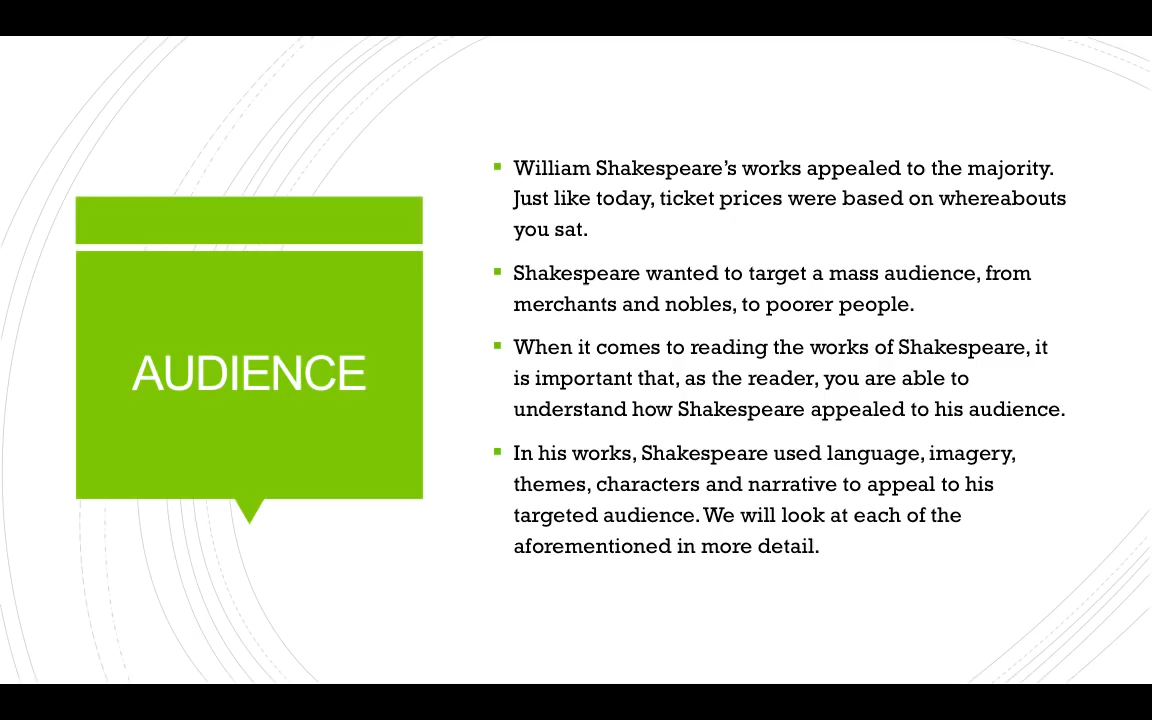 AUDIENCE
William Shakespeare’s works appealed to the majority.
Just like today, ticket prices were based on whereabouts
you sat.
Shakespeare wanted to target a mass audience, from
merchants and nobles, to poorer people.
When it comes to reading the works of Shakespeare, it
is important that, as the reader, you are able to
understand how Shakespeare appealed to his audience.
In his works, Shakespeare used language, imagery,
themes, characters and narrative to appeal to his
targeted audience. We will look at each of the
aforementioned in more detail.